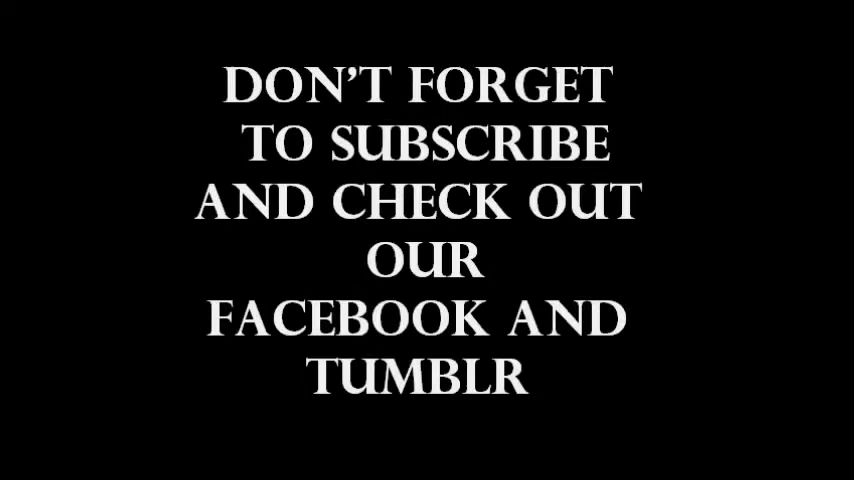 DON'T FORGET
TO SUBSCRIBE
AND CHECK OUT
OUR
FACEBOOK AND
TUMBLR